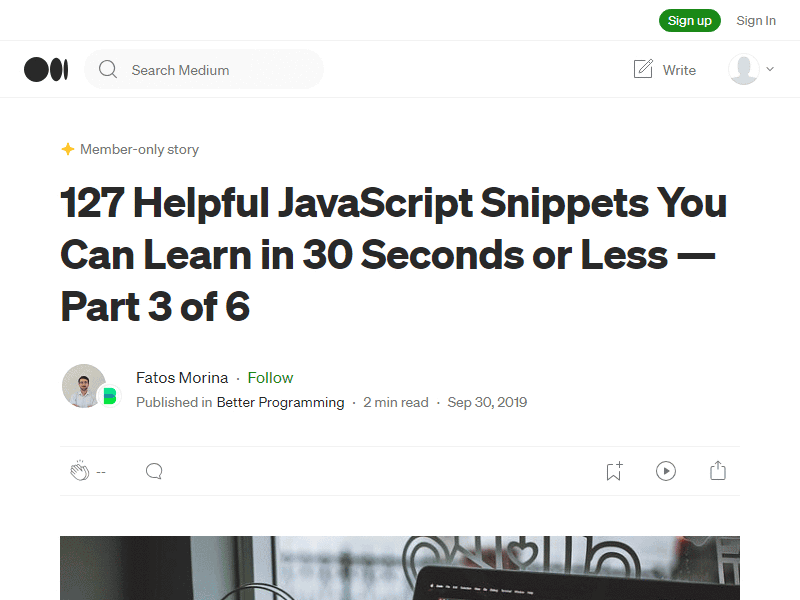 Sign up Sign In
Search Medium Write
Member-only story
127 Helpful JavaScript Snippets You
Can Learn in 30 Seconds or Less —
Part 3 of 6
Fatos Morina · Follow
Published in Better Programming · 2 min read · Sep 30, 2019
--